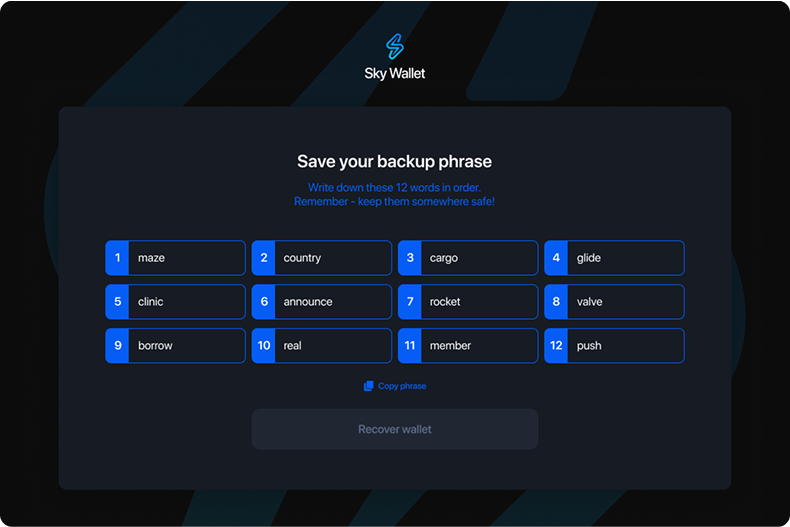 Sky Wallet
Save your backup phrase
Write down these 12 words in order.
Remember - keep them somewhere safe!
1 maze 2 country 3 cargo 4 glide
5 clinic 6 announce 7 rocket 8 valve
9 borrow 10 real 11 member 12 push
Copy phrase
Recover wallet